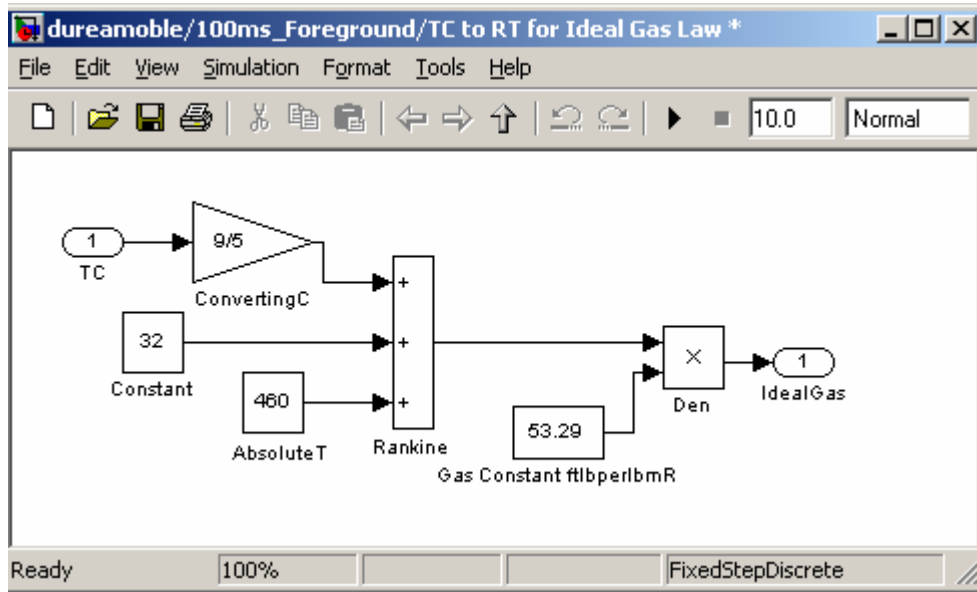 dureamoble/100ms_Foreground/TC to RT for Ideal Gas Law *
File Edit View Simulation Format Tools Help
10.0 Normal
1
TC
9/5
ConvertingC
32
Constant
460
AbsoluteT
+
+
+
Rankine
53.29
Gas Constant ftlbperlbmR
×
Den
1
IdealGas
Ready 100% FixedStepDiscrete